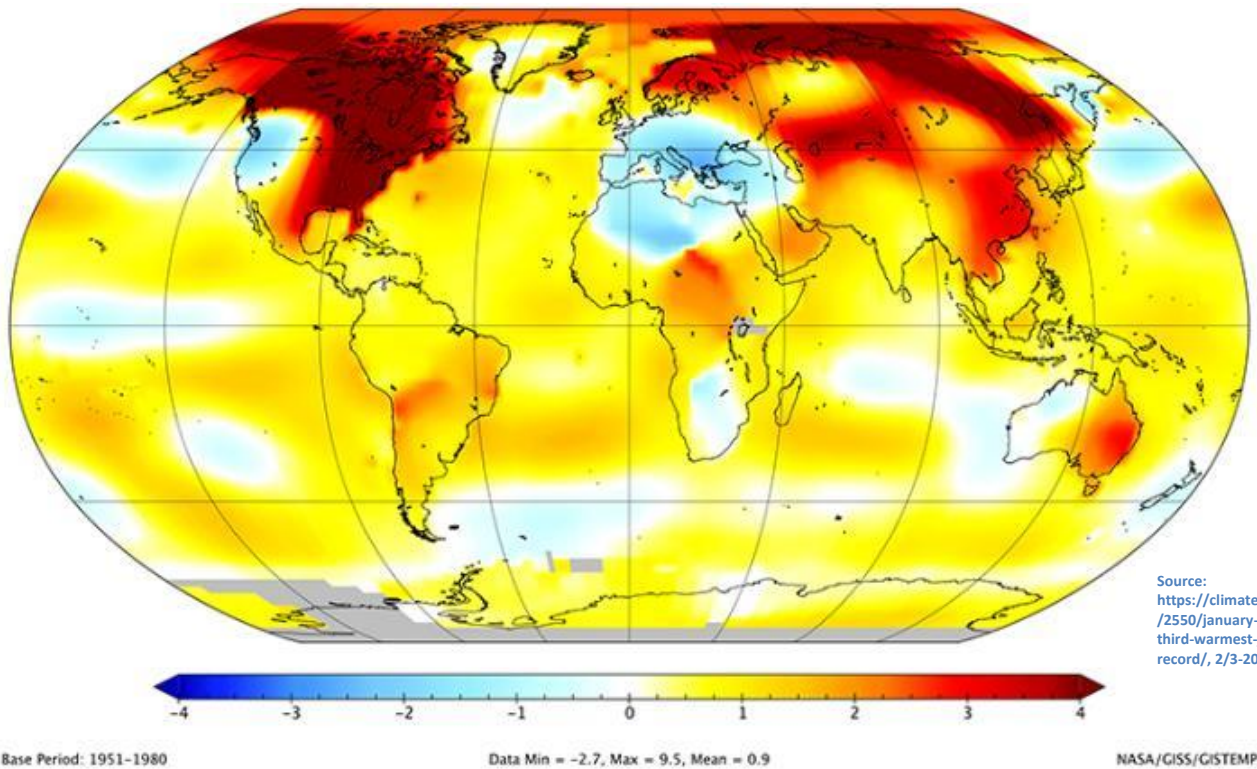 Source:
https://climate
/2550/january-
third-warmest-
record/, 2/3-20
-4 -3 -2 -1 0 1 2 3 4
Base Period: 1951-1980 Data Min = -2.7, Max = 9.5, Mean = 0.9 NASA/GISS/GISTEMP